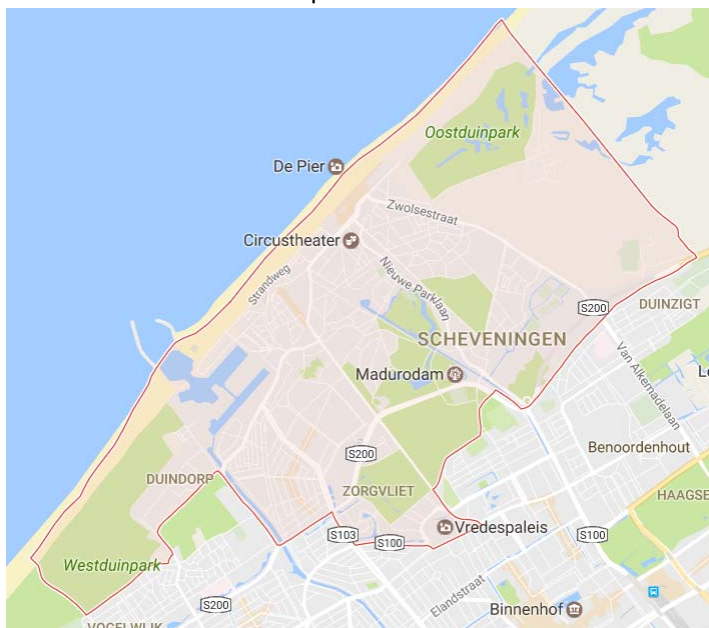 Oostduinpark
De Pier
Zwolsestraat
Circustheater
Strandweg
Nieuwe Parklaan
S200
DUINZIGT
SCHEVENINGEN
Van Alkemadelaan
Madurodam
Benoordenhout
S200
DUINDORP
ZORGVLIET
HAAGSE
Vredespaleis
S103
S100
S100
Westduinpark
Elandstraat
S200
Binnenhof
VOGELWIJK